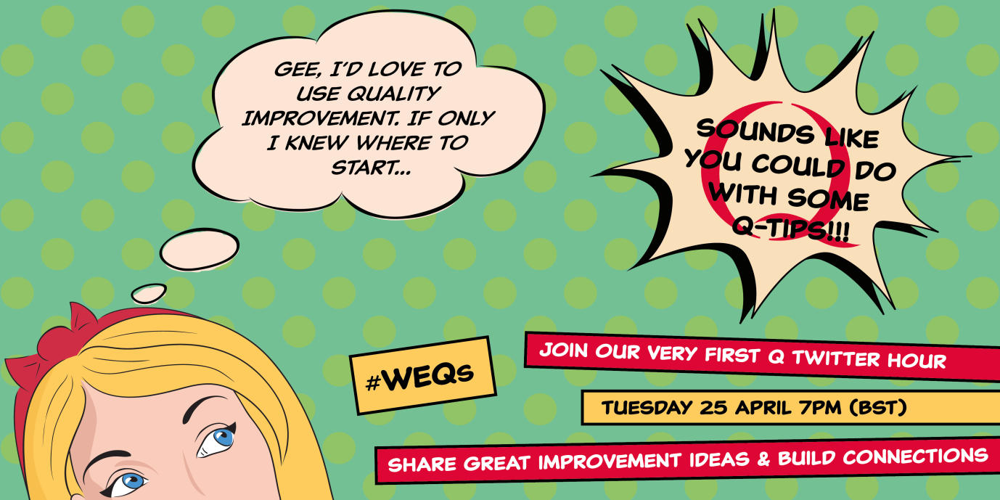 GEE, I'D LOVE TO
USE QUALITY
IMPROVEMENT. IF ONLY
I KNEW WHERE TO
START...
SOUNDS LIKE
YOU COULD DO
WITH SOME
Q-TIPS!!!
#WEQs
JOIN OUR VERY FIRST Q TWITTER HOUR
TUESDAY 25 APRIL 7PM (BST)
SHARE GREAT IMPROVEMENT IDEAS & BUILD CONNECTIONS